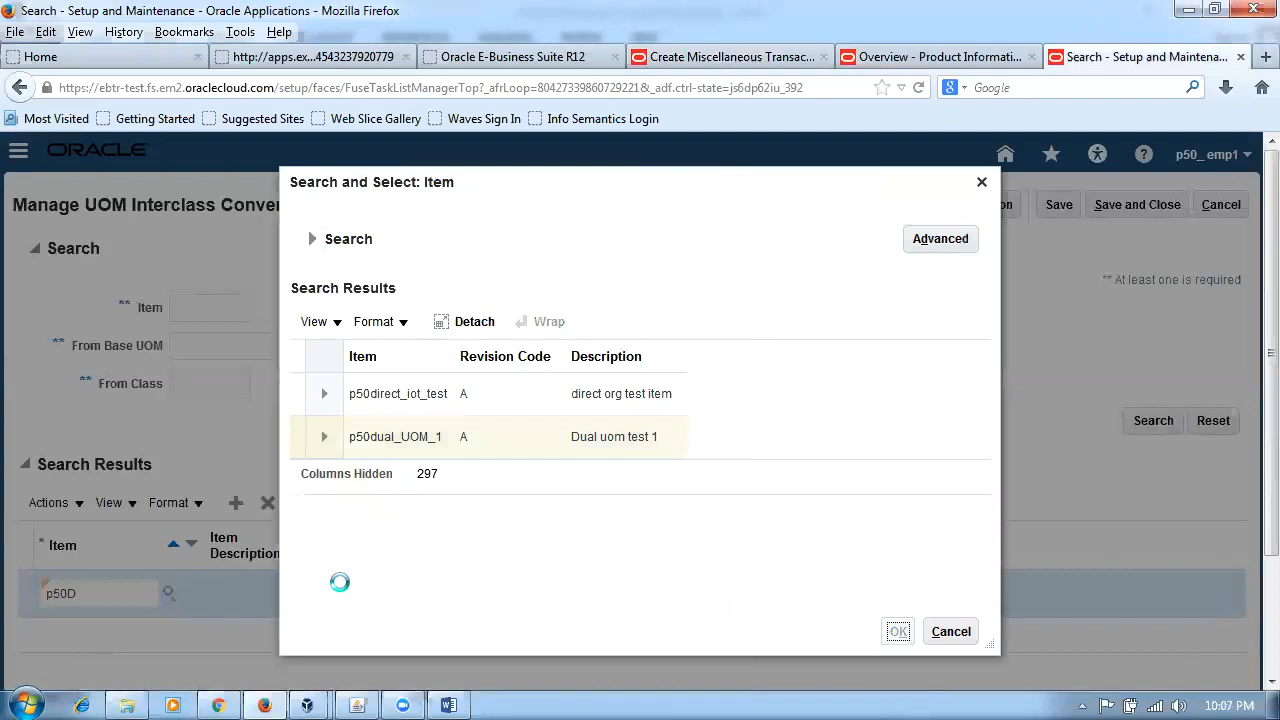 Search - Setup and Maintenance - Oracle Applications - Mozilla Firefox
File Edit View History Bookmarks Tools Help
Home http://apps.ex...4543237920779 Oracle E-Business Suite R12 Create Miscellaneous Transac... Overview - Product Informati... Search - Setup and Maintena...
https://ebtr-test.fs.em2.oraclecloud.com/setup/faces/FuseTaskListManagerTop?_afrLoop=80427339860729221&_adf.ctrl-state=js6dp62iu_392 Google
Most Visited Getting Started Suggested Sites Web Slice Gallery Waves Sign In Info Semantics Location
ORACLE p50_emp1
Manage UOM Interclass Conver on Save Save and Close Cancel
Search and Select: Item
Search
** At least one is required
** Item
** From Base UOM
** From Class
Search Reset
Search Advanced
Search Results
View Format Detach Wrap
Item Revision Code Description
p50direct_iot_test A direct org test item
p50dual_UOM_1 A Dual uom test 1
Columns Hidden 297
OK Cancel
Search Results
Actions View Format
* Item Item
Description
p50D
10:07 PM